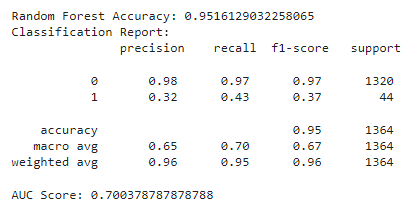 Random Forest Accuracy: 0.9516129032258065
Classification Report:
precision recall f1-score support
0 0.98 0.97 0.97 1320
1 0.32 0.43 0.37 44
accuracy 0.95 1364
macro avg 0.65 0.70 0.67 1364
weighted avg 0.96 0.95 0.96 1364
AUC Score: 0.700378787878788